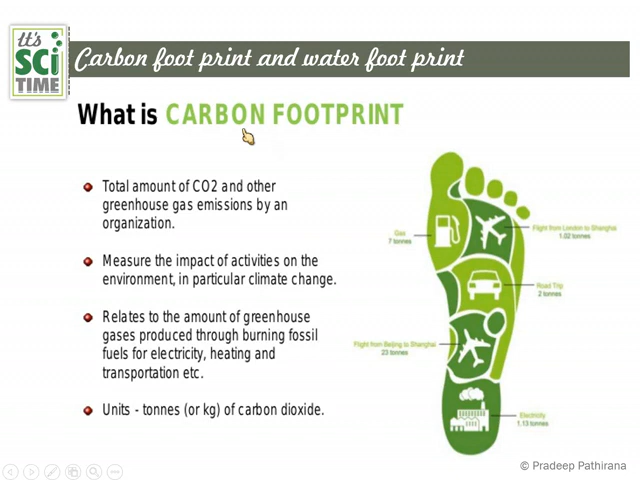 It's
SCi
TIME
Carbon foot print and water foot print
What is CARBON FOOTPRINT
Total amount of CO2 and other
greenhouse gas emissions by an
organization.
Measure the impact of activities on the
environment, in particular climate change.
Relates to the amount of greenhouse
gases produced through burning fossil
fuels for electricity, heating and
transportation etc.
Units - tonnes (or kg) of carbon dioxide.
Gas
7 tonnes
Flight from London to Shanghai
1.02 tonnes
Road Trip
2 tonnes
Flight from Beijing to Shanghai
23 tonnes
Electricity
1.13 tonnes
© Pradeep Pathirana